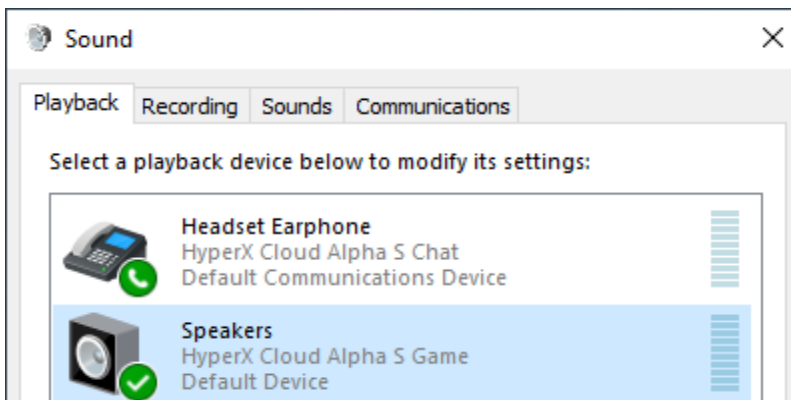 Sound
Playback Recording Sounds Communications
Select a playback device below to modify its settings:
Headset Earphone
HyperX Cloud Alpha S Chat
Default Communications Device
Speakers
HyperX Cloud Alpha S Game
Default Device